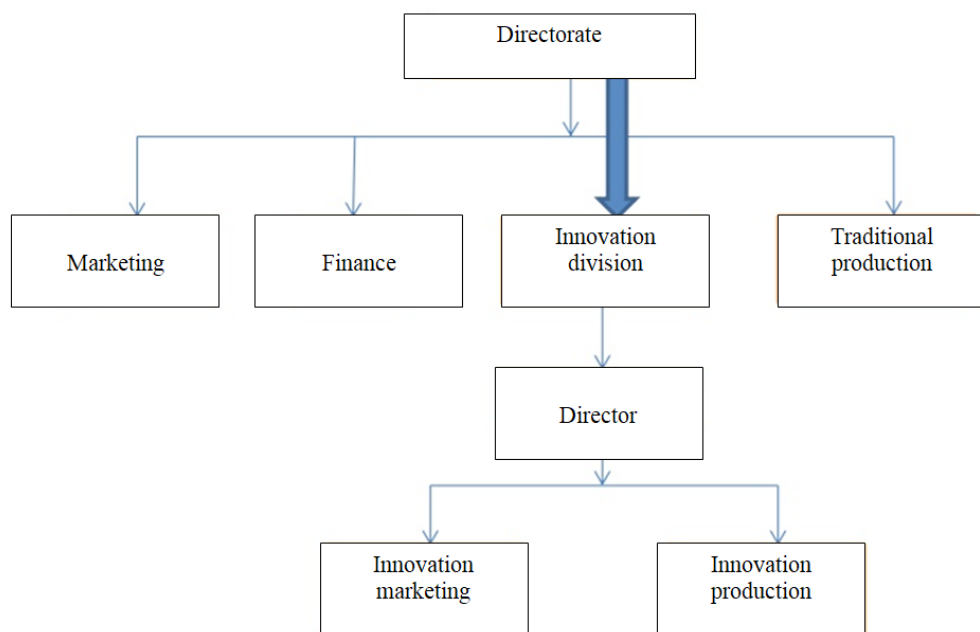 Directorate
Marketing
Finance
Innovation
division
Traditional
production
Director
Innovation
marketing
Innovation
production